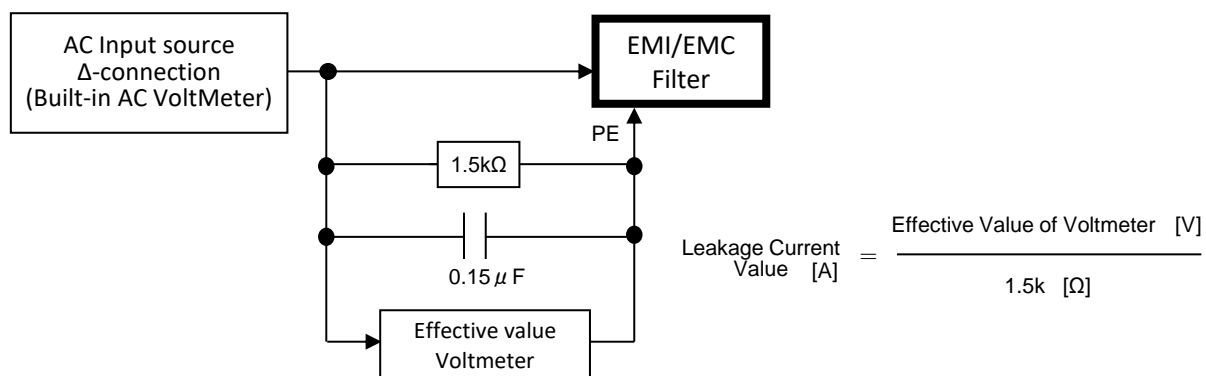 AC Input source
Δ-connection
(Built-in AC VoltMeter)
EMI/EMC
Filter
PE
1.5kΩ
0.15μF
Effective value
Voltmeter
Leakage Current
Value [A]
=
Effective Value of Voltmeter [V]
1.5k [Ω]